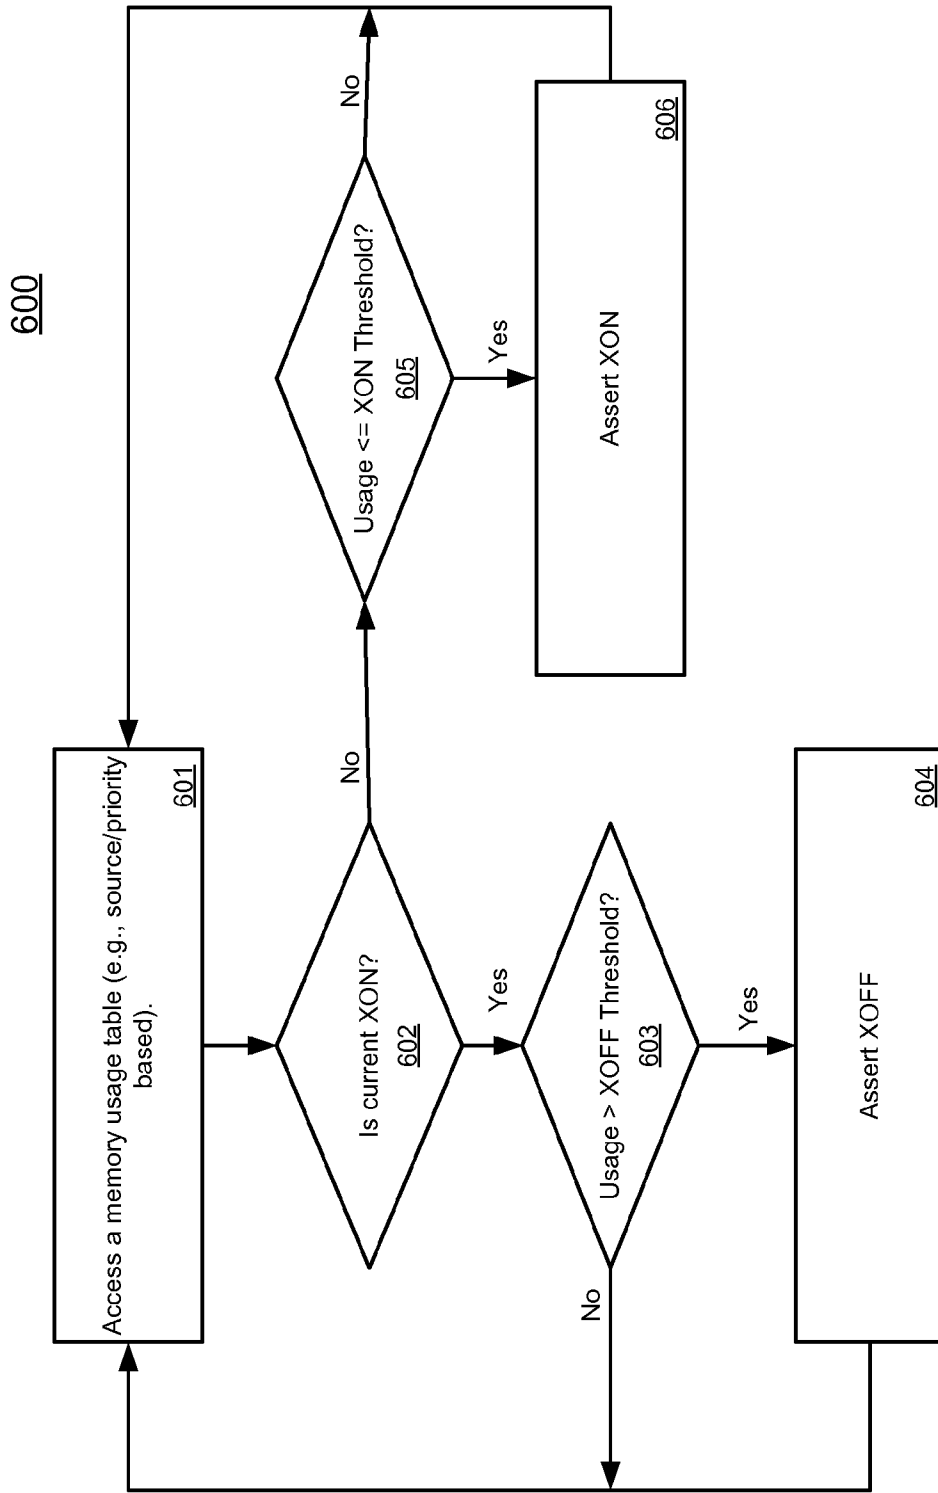 600
Access a memory usage table (e.g., source/priority
based).
601
Is current XON?
602
No
Yes
Usage <= XON Threshold?
605
No
Yes
Assert XON
606
Usage > XOFF Threshold?
603
No
Yes
Assert XOFF
604